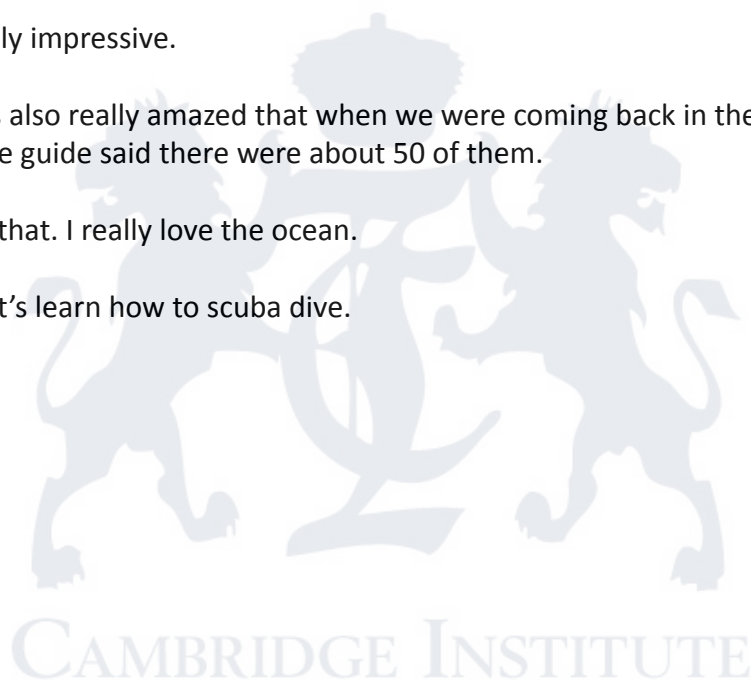 ly impressive.
also really amazed that when we were coming back in the
e guide said there were about 50 of them.
that. I really love the ocean.
t's learn how to scuba dive.
CAMBRIDGE INSTITUTE